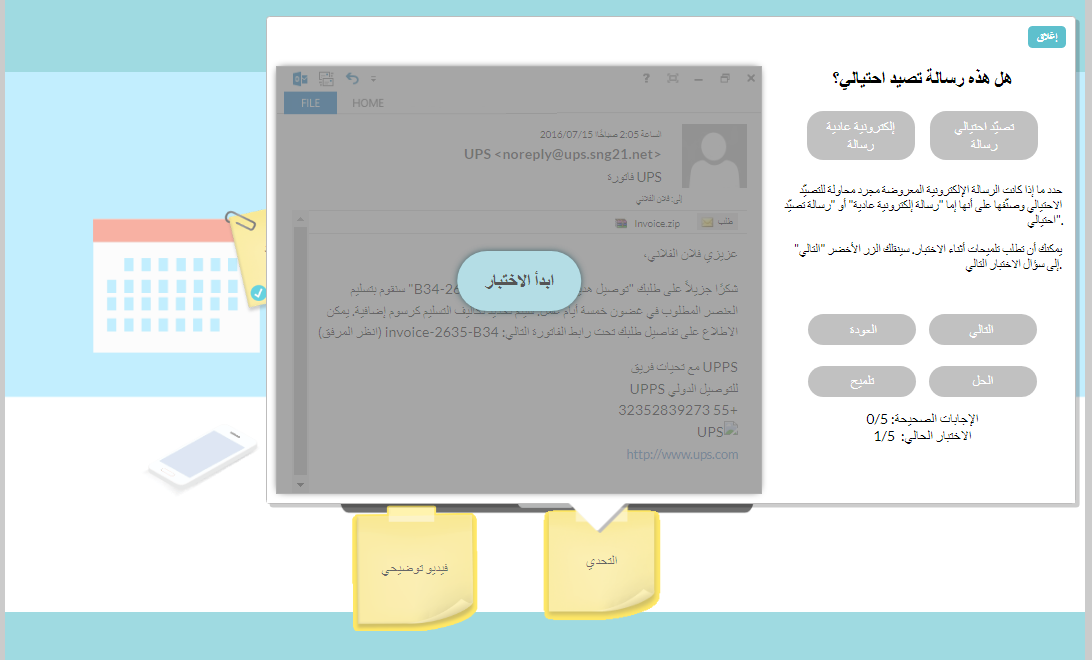 إغلاق
هل هذه رسالة تصيد احتيالي؟
تصيّد احتيالي
رسالة
إلكترونية عادية
رسالة
حدد ما إذا كانت الرسالة الإلكترونية المعروضة مجرد محاولة للتصيّد
الاحتيالي وصنّفها على أنها إما "رسالة إلكترونية عادية" أو "رسالة تصيّد
احتيالي".
يمكنك أن تطلب تلميحات أثناء الاختبار. سينقلك الزر الأخضر "التالي"
إلى سؤال الاختبار التالي.
التالي
العودة
الحل
تلميح
الإجابات الصحيحة: 0/5
الاختبار الحالي: 1/5
FILE HOME
2016/07/15 الساعة 2:05 صباحًا
UPS <noreply@ups.sng21.net>
UPS فاتورة
إلى: فلان الفلاني
طلب
Invoice.zip
عزيزي فلان الفلاني،
شكرًا جزيلاً على طلبك "توصيل B34-26" ستقوم بتسليم
العنصر المطلوب في غضون خمسة أيام التسليم كرسوم إضافية. يمكن
الاطلاع على تفاصيل طلبك تحت رابط الفاتورة التالي: invoice-2635-B34 (انظر المرفق)
UPPS مع تحيات فريق
للتوصيل الدولي UPPS
+55 32352839273
UPS
http://www.ups.com
ابدأ الاختبار
التحدي
فيديو توضيحي